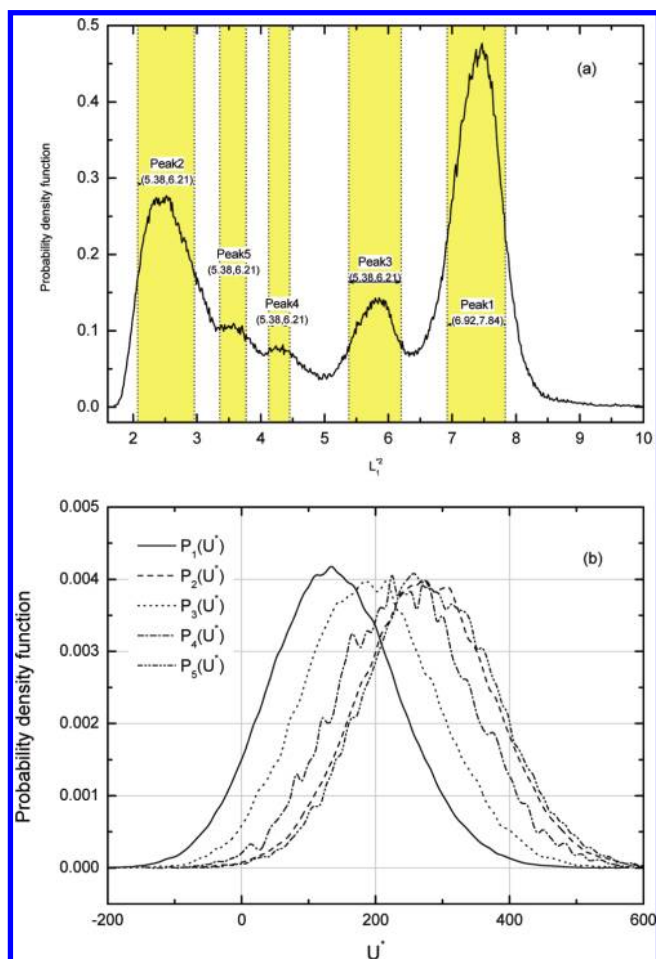 0.5
(a)
0.4
0.3
Peak2
(5.38,6.21)
0.2
Peak5
(5.38,6.21)
Peak3
(5.38,6.21)
Peak4
(5.38,6.21)
Peak1
(6.92,7.84)
0.1
0.0
Probability density function
2 3 4 5 6 7 8 9 10
L₁*²
0.005
(b)
P₁(U*)
P₂(U*)
P₃(U*)
P₄(U*)
P₅(U*)
0.004
0.003
0.002
0.001
0.000
Probability density function
-200 0 200 400 600
U*